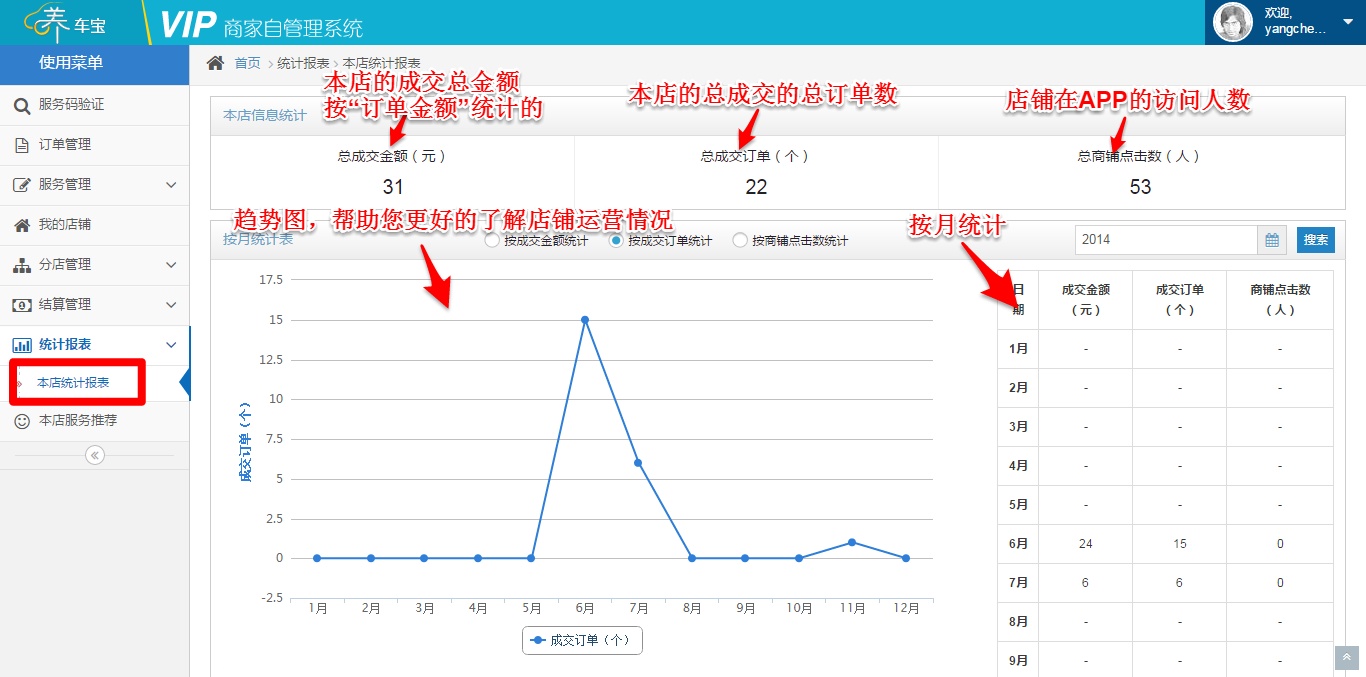 养车宝 VIP 商家自管理系统
欢迎,
yangche...
使用菜单
首页 > 统计报表 > 本店统计报表
服务码验证
订单管理
服务管理
我的店铺
分店管理
结算管理
统计报表
» 本店统计报表
本店服务推荐
本店的成交总金额
按“订单金额”统计的
本店的总成交的总订单数
店铺在APP的访问人数
本店信息统计
总成交金额（元） 总成交订单（个） 总商铺点击数（人）
31 22 53
趋势图，帮助您更好的了解店铺运营情况
按月统计
按月统计表 按成交金额统计 按成交订单统计 按商铺点击数统计 2014 搜索
17.5
15
12.5
10
7.5
5
2.5
0
-2.5
成交订单（个）
1月 2月 3月 4月 5月 6月 7月 8月 9月 10月 11月 12月
成交订单（个）
日期 成交金额（元） 成交订单（个） 商铺点击数（人）
1月 - - -
2月 - - -
3月 - - -
4月 - - -
5月 - - -
6月 24 15 0
7月 6 6 0
8月 - - -
9月 - - -